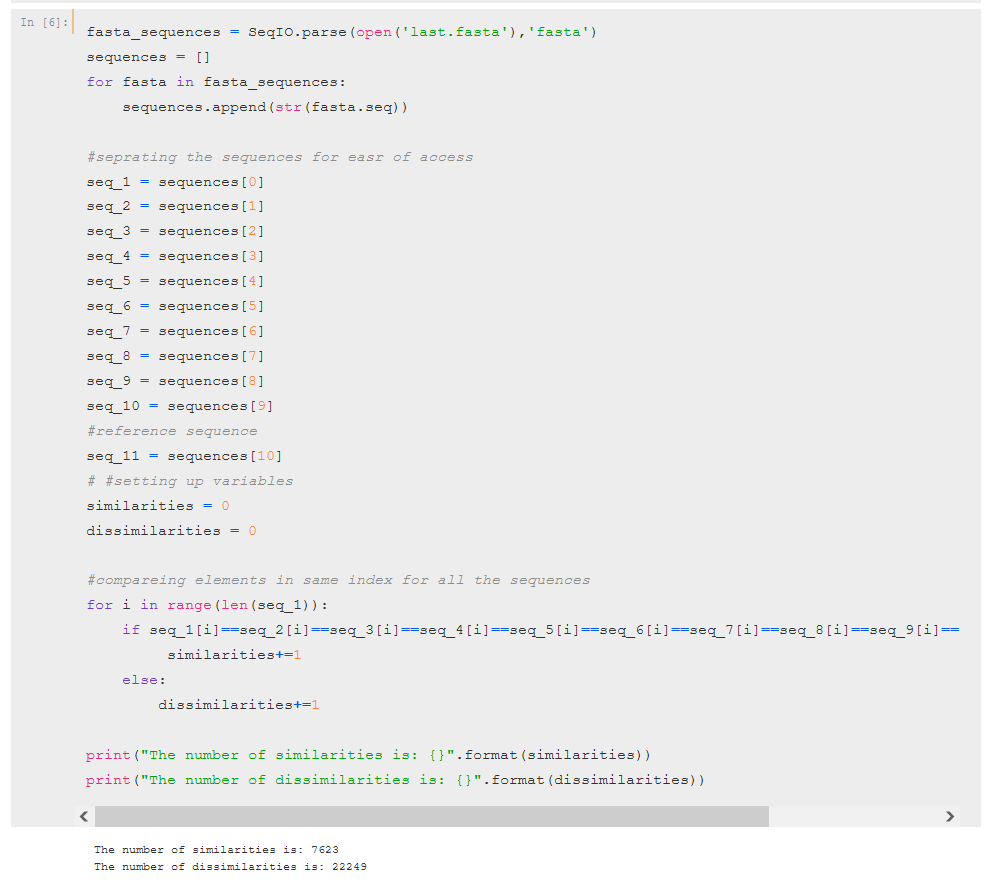 In [6]:
fasta_sequences = SeqIO.parse(open('last.fasta'),'fasta')
sequences = []
for fasta in fasta_sequences:
    sequences.append(str(fasta.seq))

#seprating the sequences for easr of access
seq_1 = sequences[0]
seq_2 = sequences[1]
seq_3 = sequences[2]
seq_4 = sequences[3]
seq_5 = sequences[4]
seq_6 = sequences[5]
seq_7 = sequences[6]
seq_8 = sequences[7]
seq_9 = sequences[8]
seq_10 = sequences[9]
#reference sequence
seq_11 = sequences[10]
# #setting up variables
similarities = 0
dissimilarities = 0

#compareing elements in same index for all the sequences
for i in range(len(seq_1)):
    if seq_1[i]==seq_2[i]==seq_3[i]==seq_4[i]==seq_5[i]==seq_6[i]==seq_7[i]==seq_8[i]==seq_9[i]==
         similarities+=1
    else:
        dissimilarities+=1

print("The number of similarities is: {}".format(similarities))
print("The number of dissimilarities is: {}".format(dissimilarities))
The number of similarities is: 7623
The number of dissimilarities is: 22249